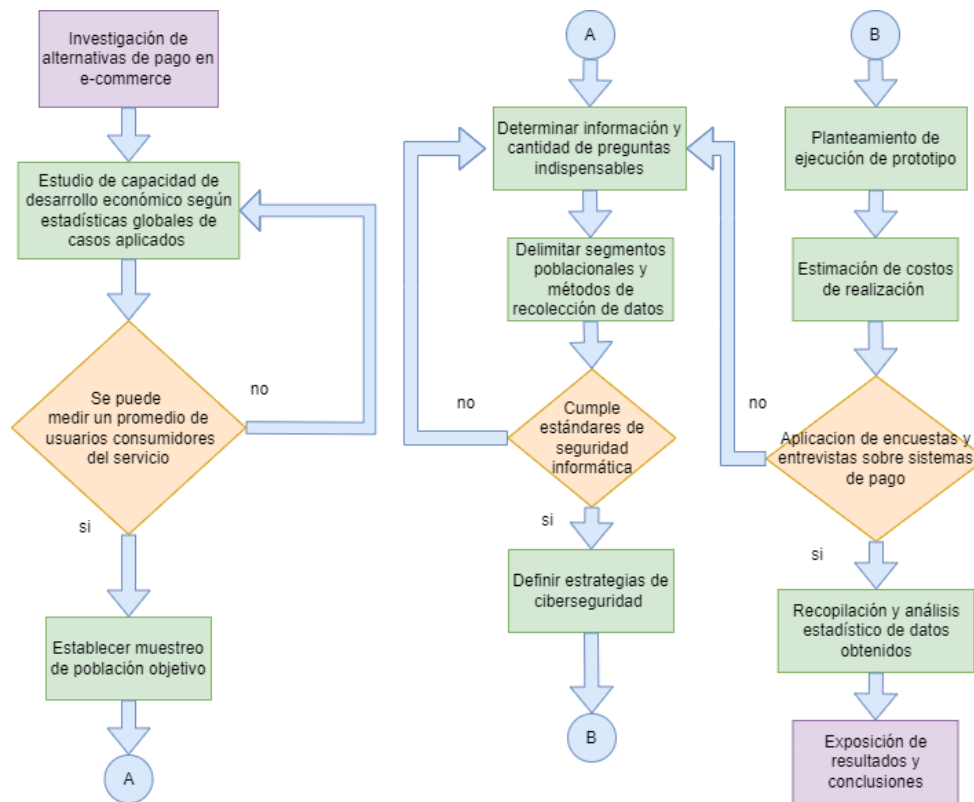 Investigación de
alternativas de pago en
e-commerce
Estudio de capacidad de
desarrollo económico según
estadísticas globales de
casos aplicados
Se puede
medir un promedio de
usuarios consumidores
del servicio
no
si
Establecer muestreo
de población objetivo
A
A
Determinar información y
cantidad de preguntas
indispensables
Delimitar segmentos
poblacionales y
métodos de
recolección de datos
no
Cumple
estándares de
seguridad
informática
si
Definir estrategias de
ciberseguridad
B
B
Planteamiento de
ejecución de prototipo
Estimación de costos
de realización
no
Aplicacion de encuestas y
entrevistas sobre sistemas
de pago
si
Recopilación y análisis
estadístico de datos
obtenidos
Exposición de
resultados y
conclusiones